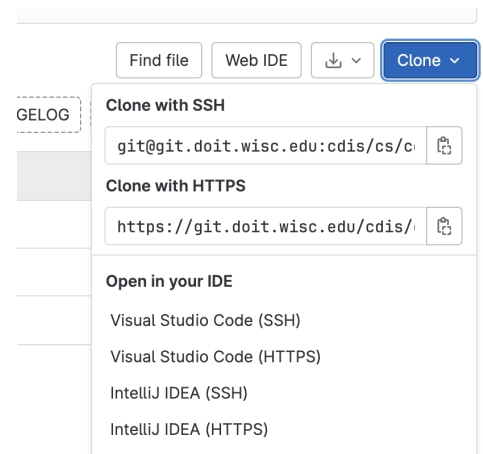 Find file Web IDE Clone
GELOG
Clone with SSH
git@git.doit.wisc.edu:cdis/cs/c
Clone with HTTPS
https://git.doit.wisc.edu/cdis/
Open in your IDE
Visual Studio Code (SSH)
Visual Studio Code (HTTPS)
IntelliJ IDEA (SSH)
IntelliJ IDEA (HTTPS)